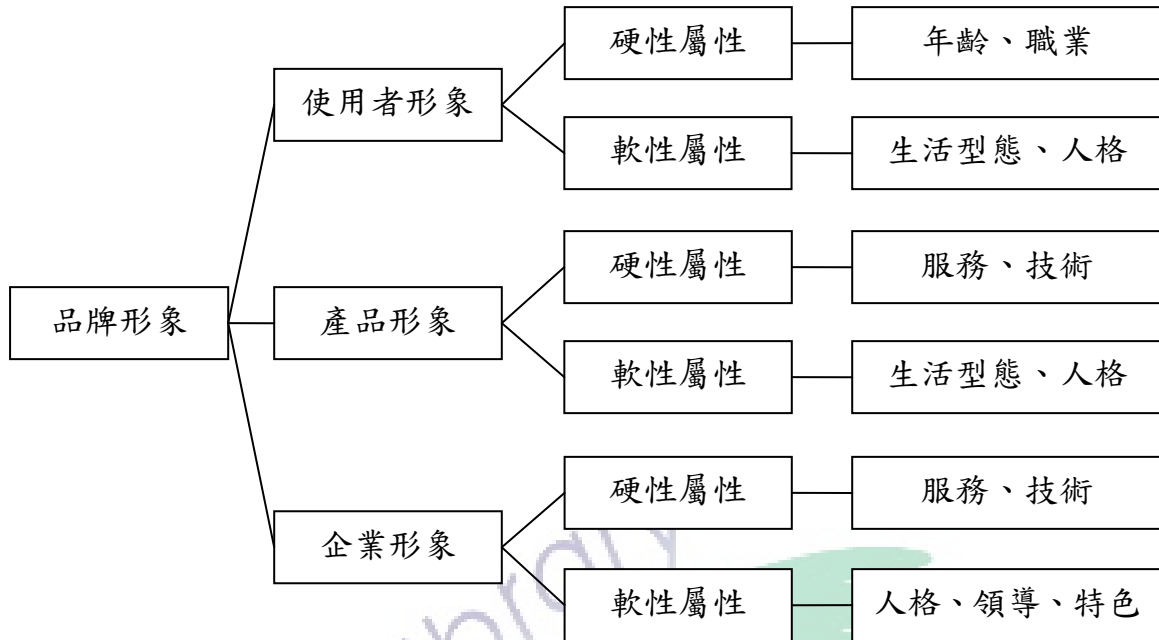 硬性屬性
年齡、職業
使用者形象
軟性屬性
生活型態、人格
硬性屬性
服務、技術
品牌形象
產品形象
軟性屬性
生活型態、人格
硬性屬性
服務、技術
企業形象
軟性屬性
人格、領導、特色
brary